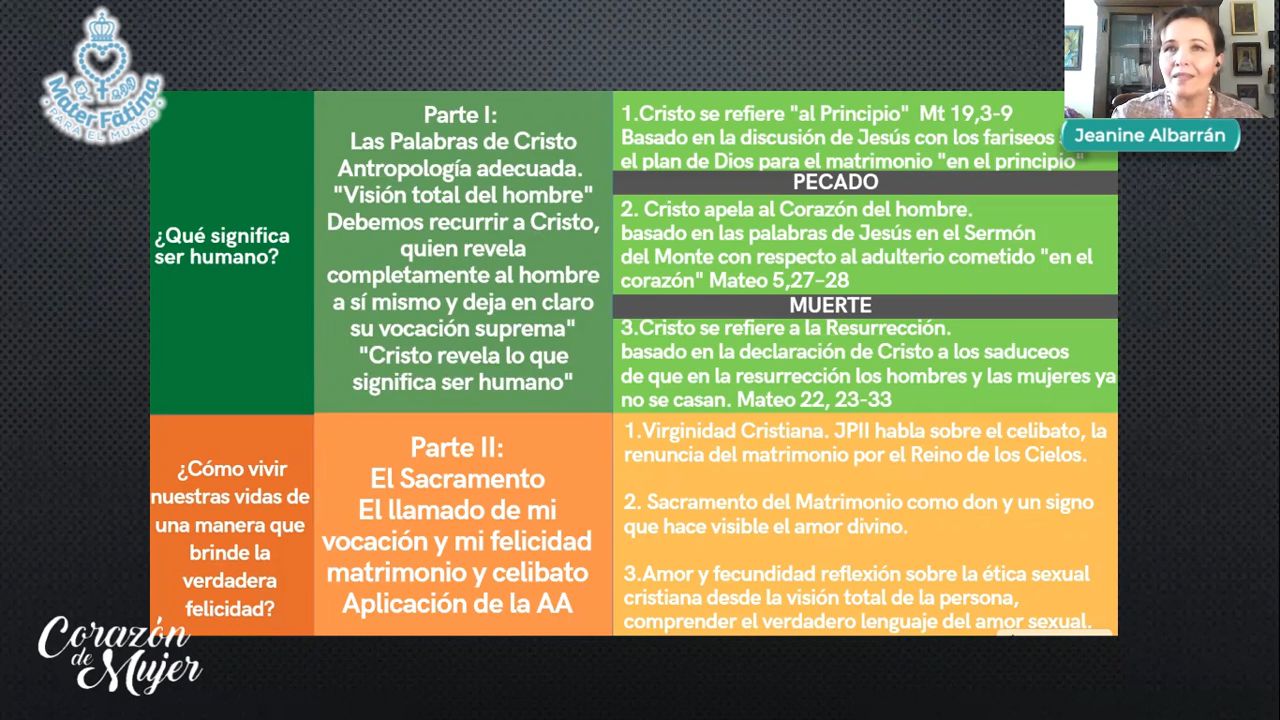 Mater Fátima
PARA EL MUNDO
Jeanine Albarrán
¿Qué significa
ser humano?
Parte I:
Las Palabras de Cristo
Antropología adecuada.
"Visión total del hombre"
Debemos recurrir a Cristo,
quien revela
completamente al hombre
a sí mismo y deja en claro
su vocación suprema"
"Cristo revela lo que
significa ser humano"
1.Cristo se refiere "al Principio" Mt 19,3-9
Basado en la discusión de Jesús con los fariseos
el plan de Dios para el matrimonio "en el principio"
PECADO
2. Cristo apela al Corazón del hombre.
basado en las palabras de Jesús en el Sermón
del Monte con respecto al adulterio cometido "en el
corazón" Mateo 5,27-28
MUERTE
3.Cristo se refiere a la Resurrección.
basado en la declaración de Cristo a los saduceos
de que en la resurrección los hombres y las mujeres ya
no se casan. Mateo 22, 23-33
¿Cómo vivir
nuestras vidas de
una manera que
brinde la
verdadera
felicidad?
Parte II:
El Sacramento
El llamado de mi
vocación y mi felicidad
matrimonio y celibato
Aplicación de la AA
1.Virginidad Cristiana. JPII habla sobre el celibato, la
renuncia del matrimonio por el Reino de los Cielos.
2. Sacramento del Matrimonio como don y un signo
que hace visible el amor divino.
3.Amor y fecundidad reflexión sobre la ética sexual
cristiana desde la visión total de la persona,
comprender el verdadero lenguaje del amor sexual.
Corazón
de
Mujer